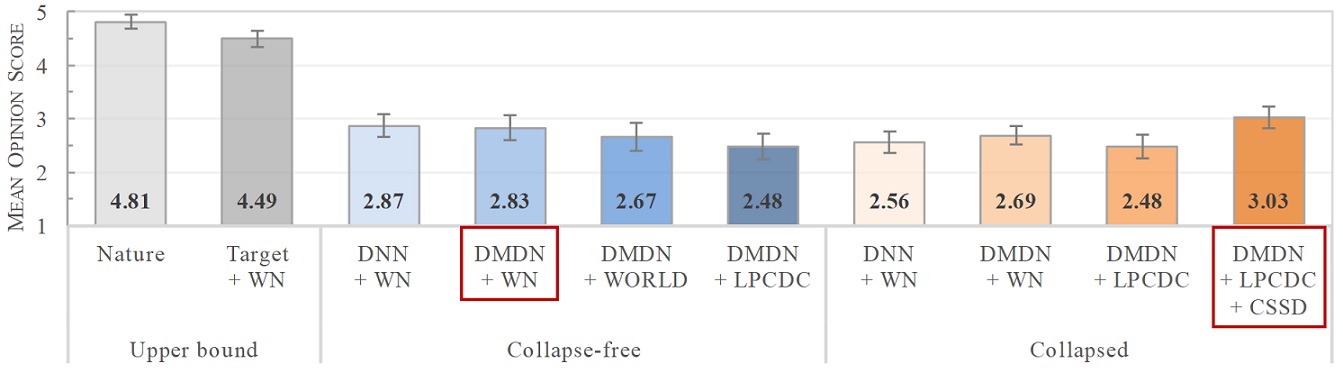 MEAN OPINION SCORE
5
4
3
2
1
4.81
4.49
2.87
2.83
2.67
2.48
2.56
2.69
2.48
3.03
Nature
Target
+ WN
DNN
+ WN
DMDN
+ WN
DMDN
+ WORLD
DMDN
+ LPCDC
DNN
+ WN
DMDN
+ WN
DMDN
+ LPCDC
DMDN
+ LPCDC
+ CSSD
Upper bound
Collapse-free
Collapsed